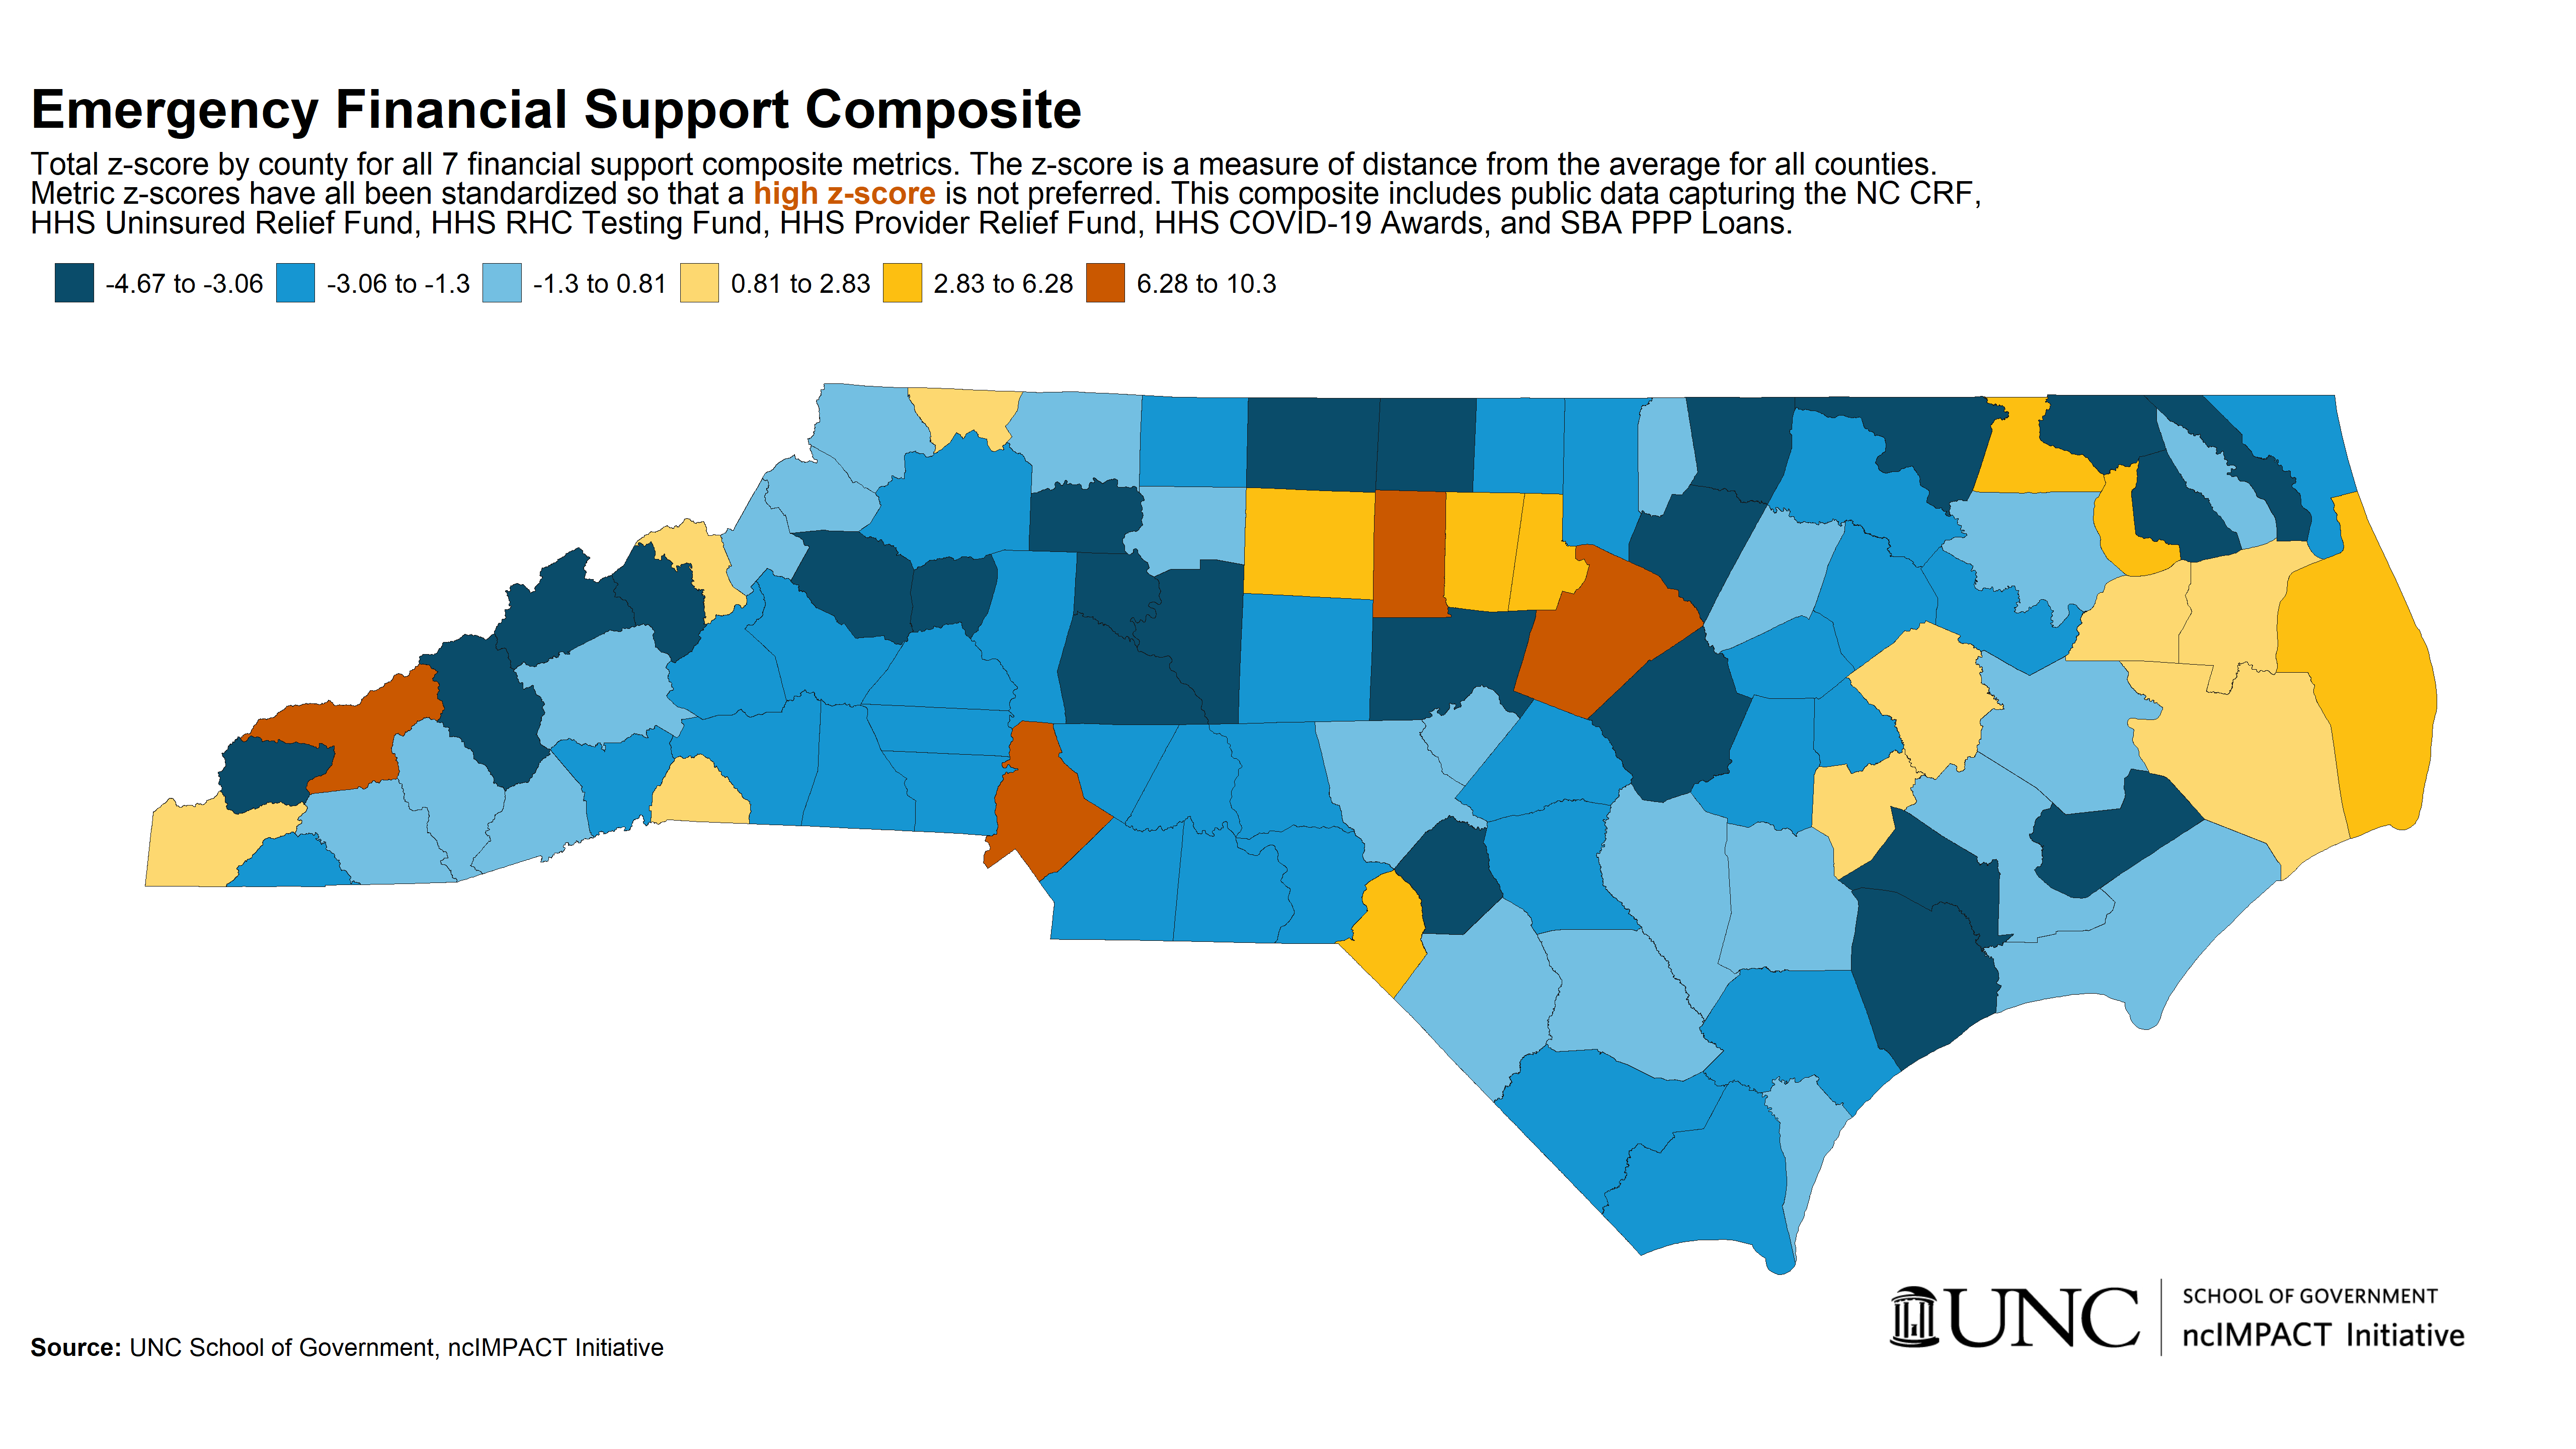 Emergency Financial Support Composite
Total z-score by county for all 7 financial support composite metrics. The z-score is a measure of distance from the average for all counties.
Metric z-scores have all been standardized so that a high z-score is not preferred. This composite includes public data capturing the NC CRF,
HHS Uninsured Relief Fund, HHS RHC Testing Fund, HHS Provider Relief Fund, HHS COVID-19 Awards, and SBA PPP Loans.
-4.67 to -3.06 -3.06 to -1.3 -1.3 to 0.81 0.81 to 2.83 2.83 to 6.28 6.28 to 10.3
UNC
SCHOOL OF GOVERNMENT
ncIMPACT Initiative
Source: UNC School of Government, ncIMPACT Initiative